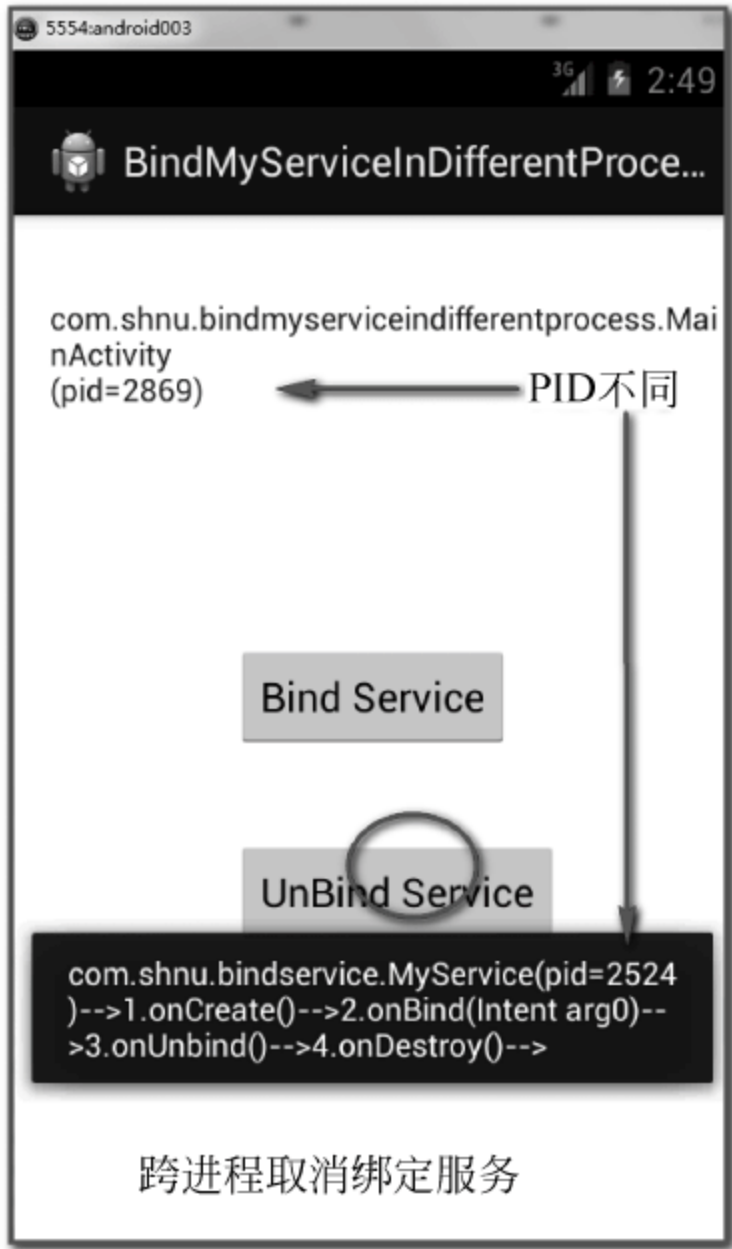 5554:android003
3G 2:49
BindMyServiceInDifferentProce...
com.shnu.bindmyserviceindifferentprocess.Mai
nActivity
(pid=2869)
PID不同
Bind Service
UnBind Service
com.shnu.bindservice.MyService(pid=2524
)-->1.onCreate()-->2.onBind(Intent arg0)--
>3.onUnbind()-->4.onDestroy()-->
跨进程取消绑定服务